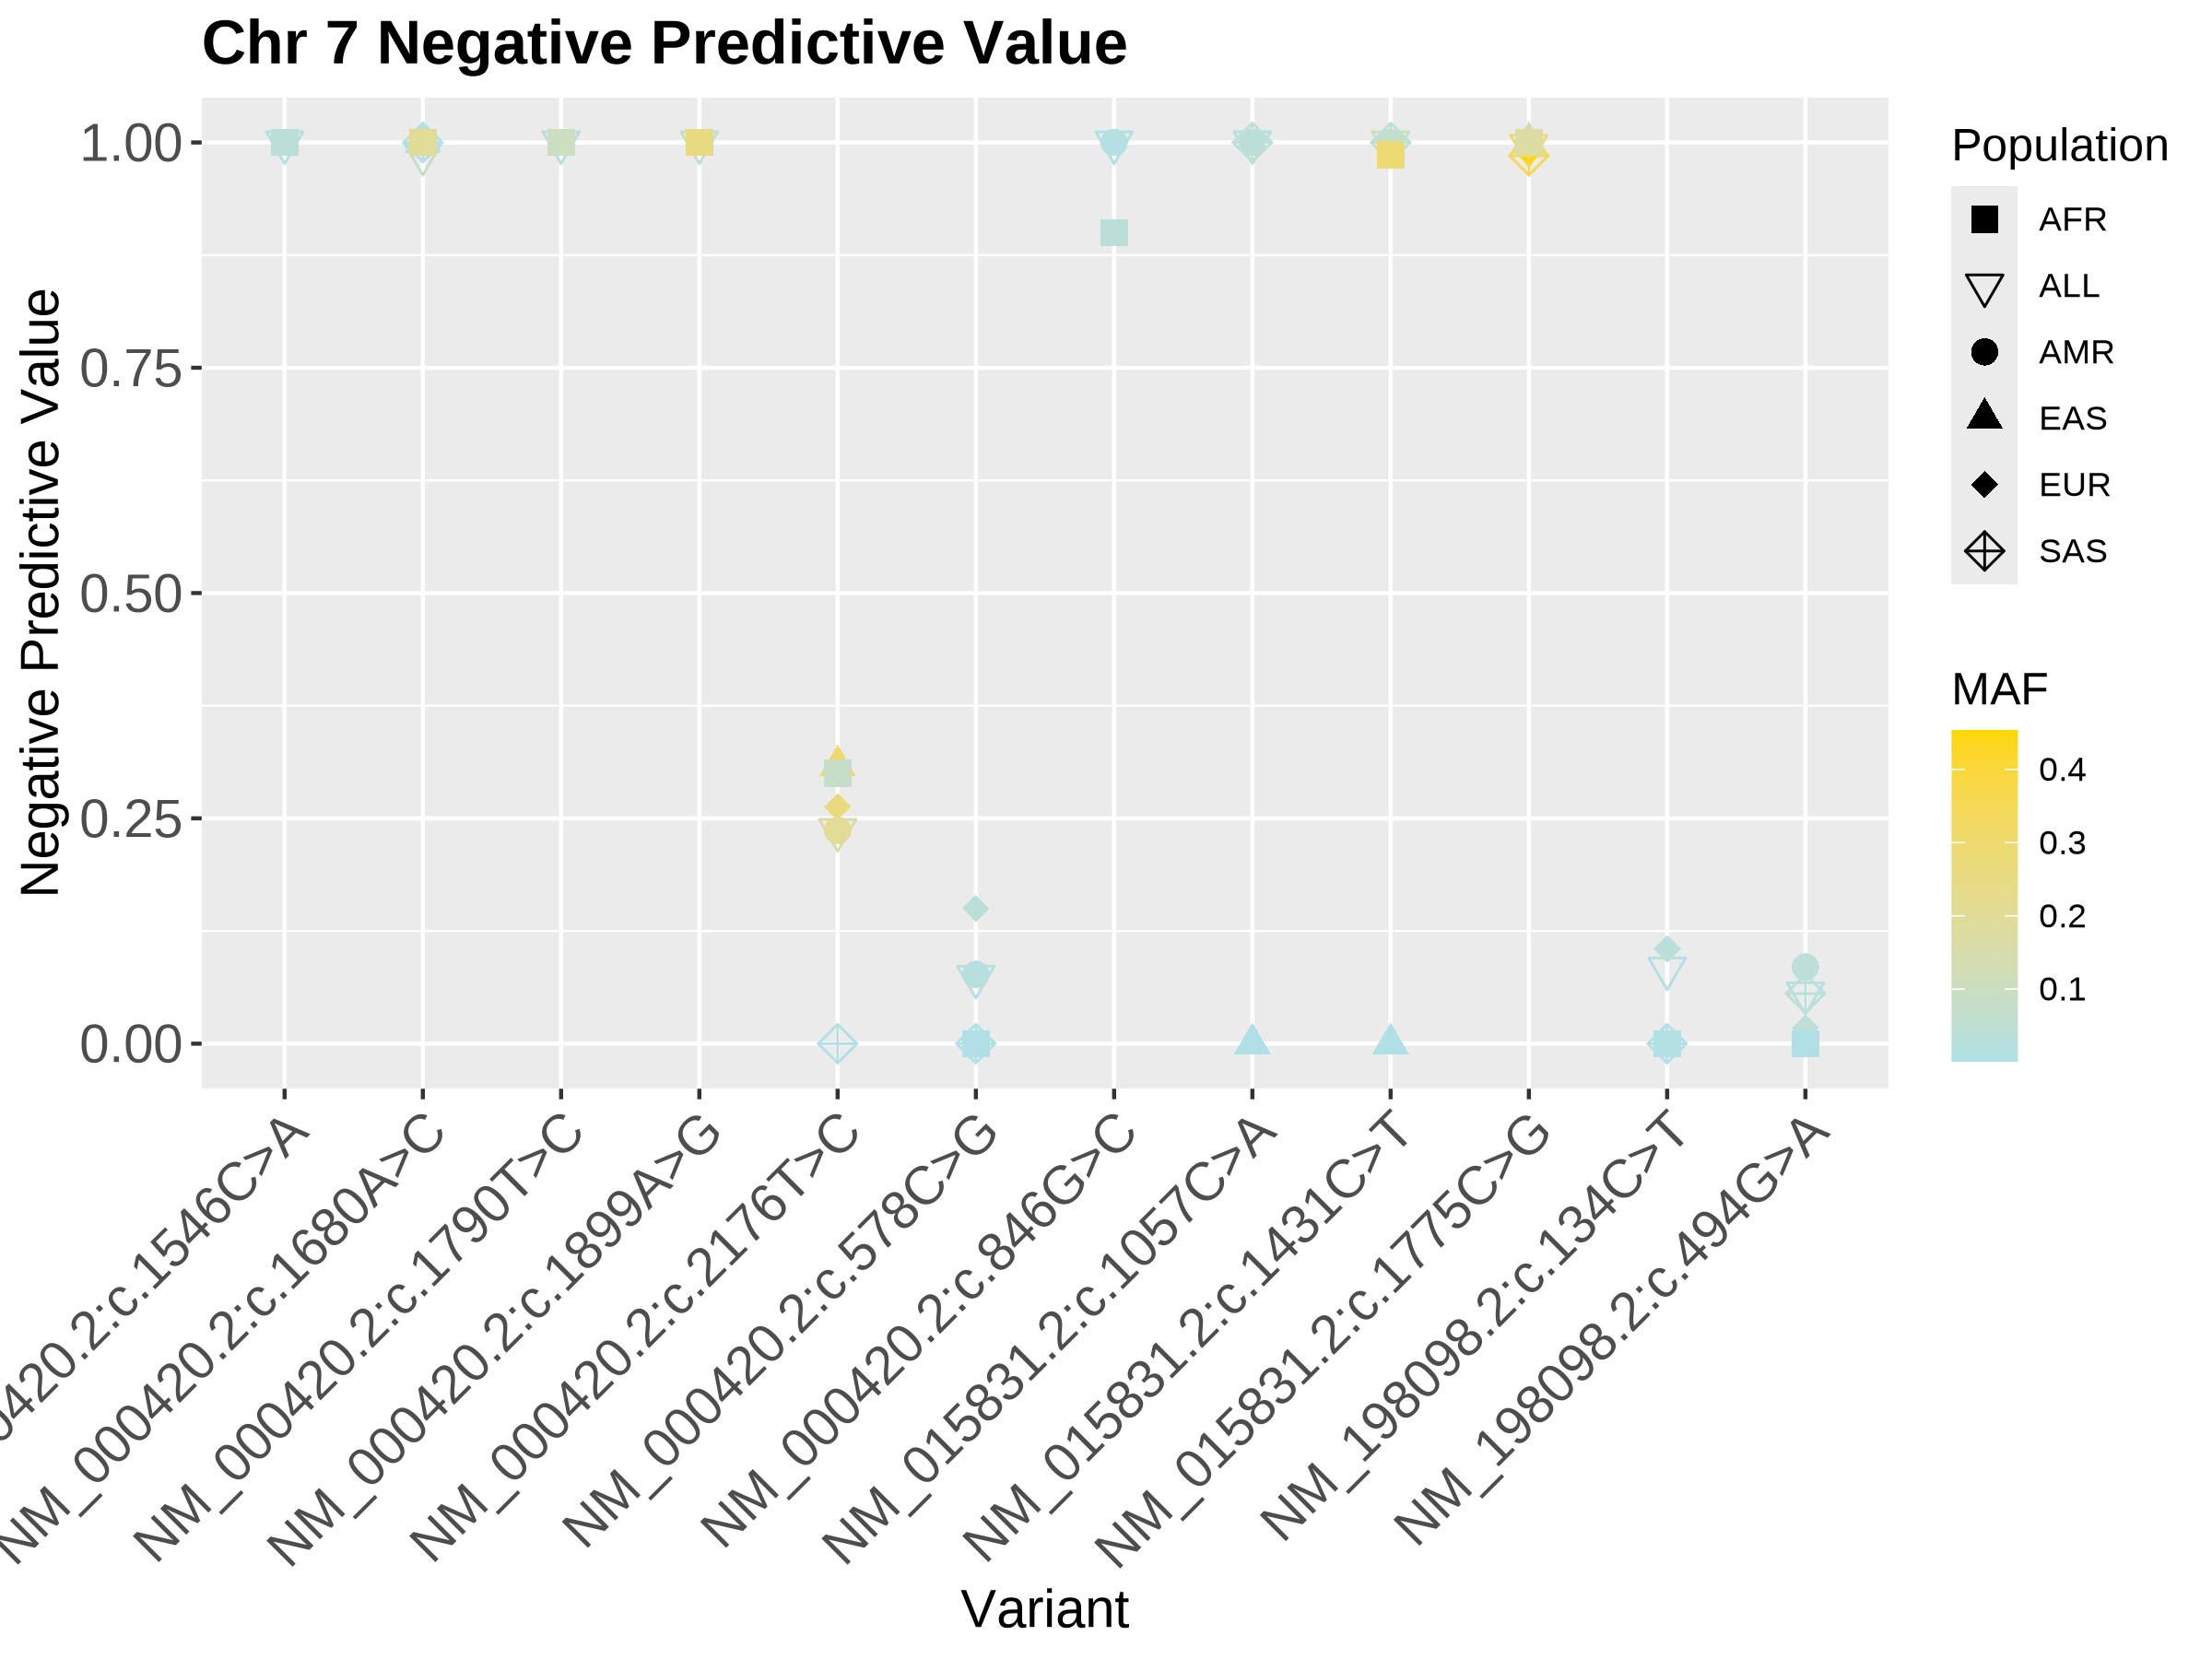 Chr 7 Negative Predictive Value
Negative Predictive Value
1.00
0.75
0.50
0.25
0.00
0420.2:c.1546C>A
NM_000420.2:c.1680A>C
NM_000420.2:c.1790T>C
NM_000420.2:c.1899A>G
NM_000420.2:c.2176T>C
NM_000420.2:c.578C>G
NM_000420.2:c.846G>C
NM_015831.2:c.1057C>A
NM_015831.2:c.1431C>T
NM_015831.2:c.1775C>G
NM_198098.2:c.134C>T
NM_198098.2:c.494G>A
Variant
Population
AFR
ALL
AMR
EAS
EUR
SAS
MAF
0.4
0.3
0.2
0.1